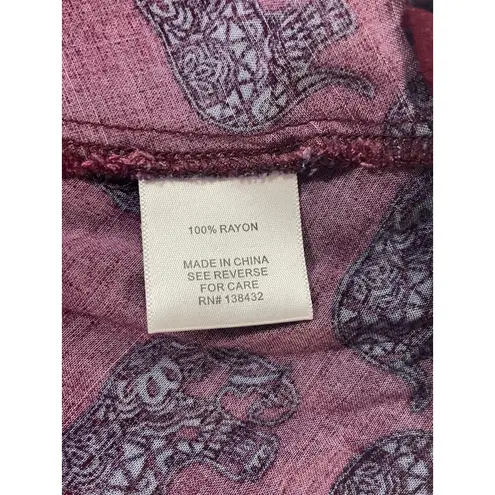 100% RAYON
MADE IN CHINA
SEE REVERSE
FOR CARE
RN# 138432